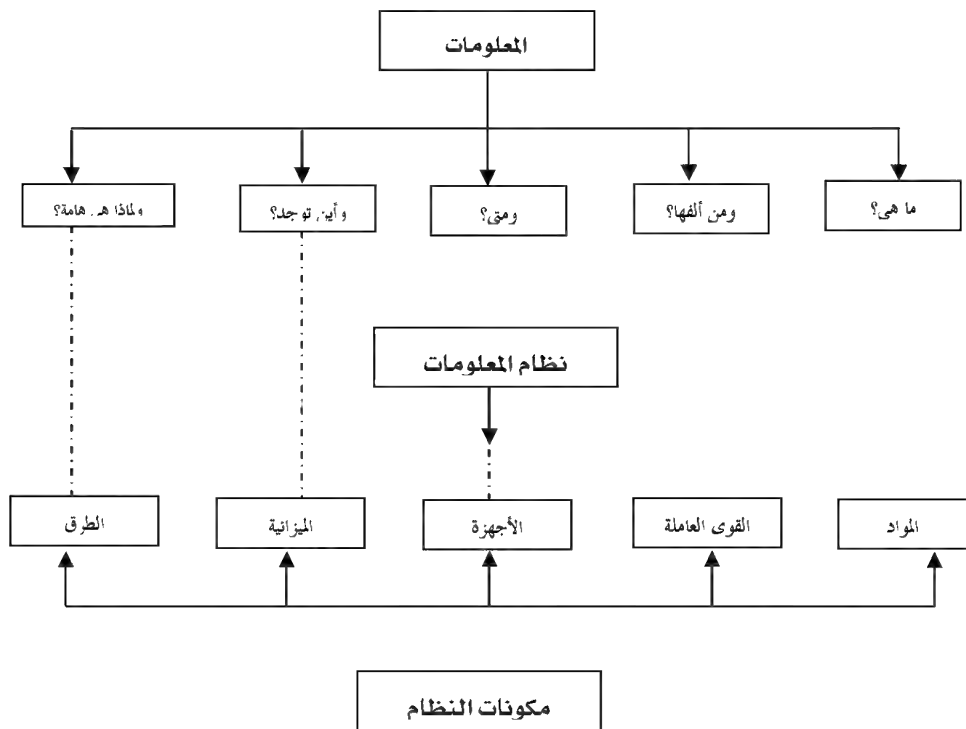 المعلومات
ما هي؟
ومن ألفها؟
ومتى؟
وأين توجد؟
ولماذا هي هامة؟
نظام المعلومات
المواد
القوى العاملة
الأجهزة
الميزانية
الطرق
مكونات النظام